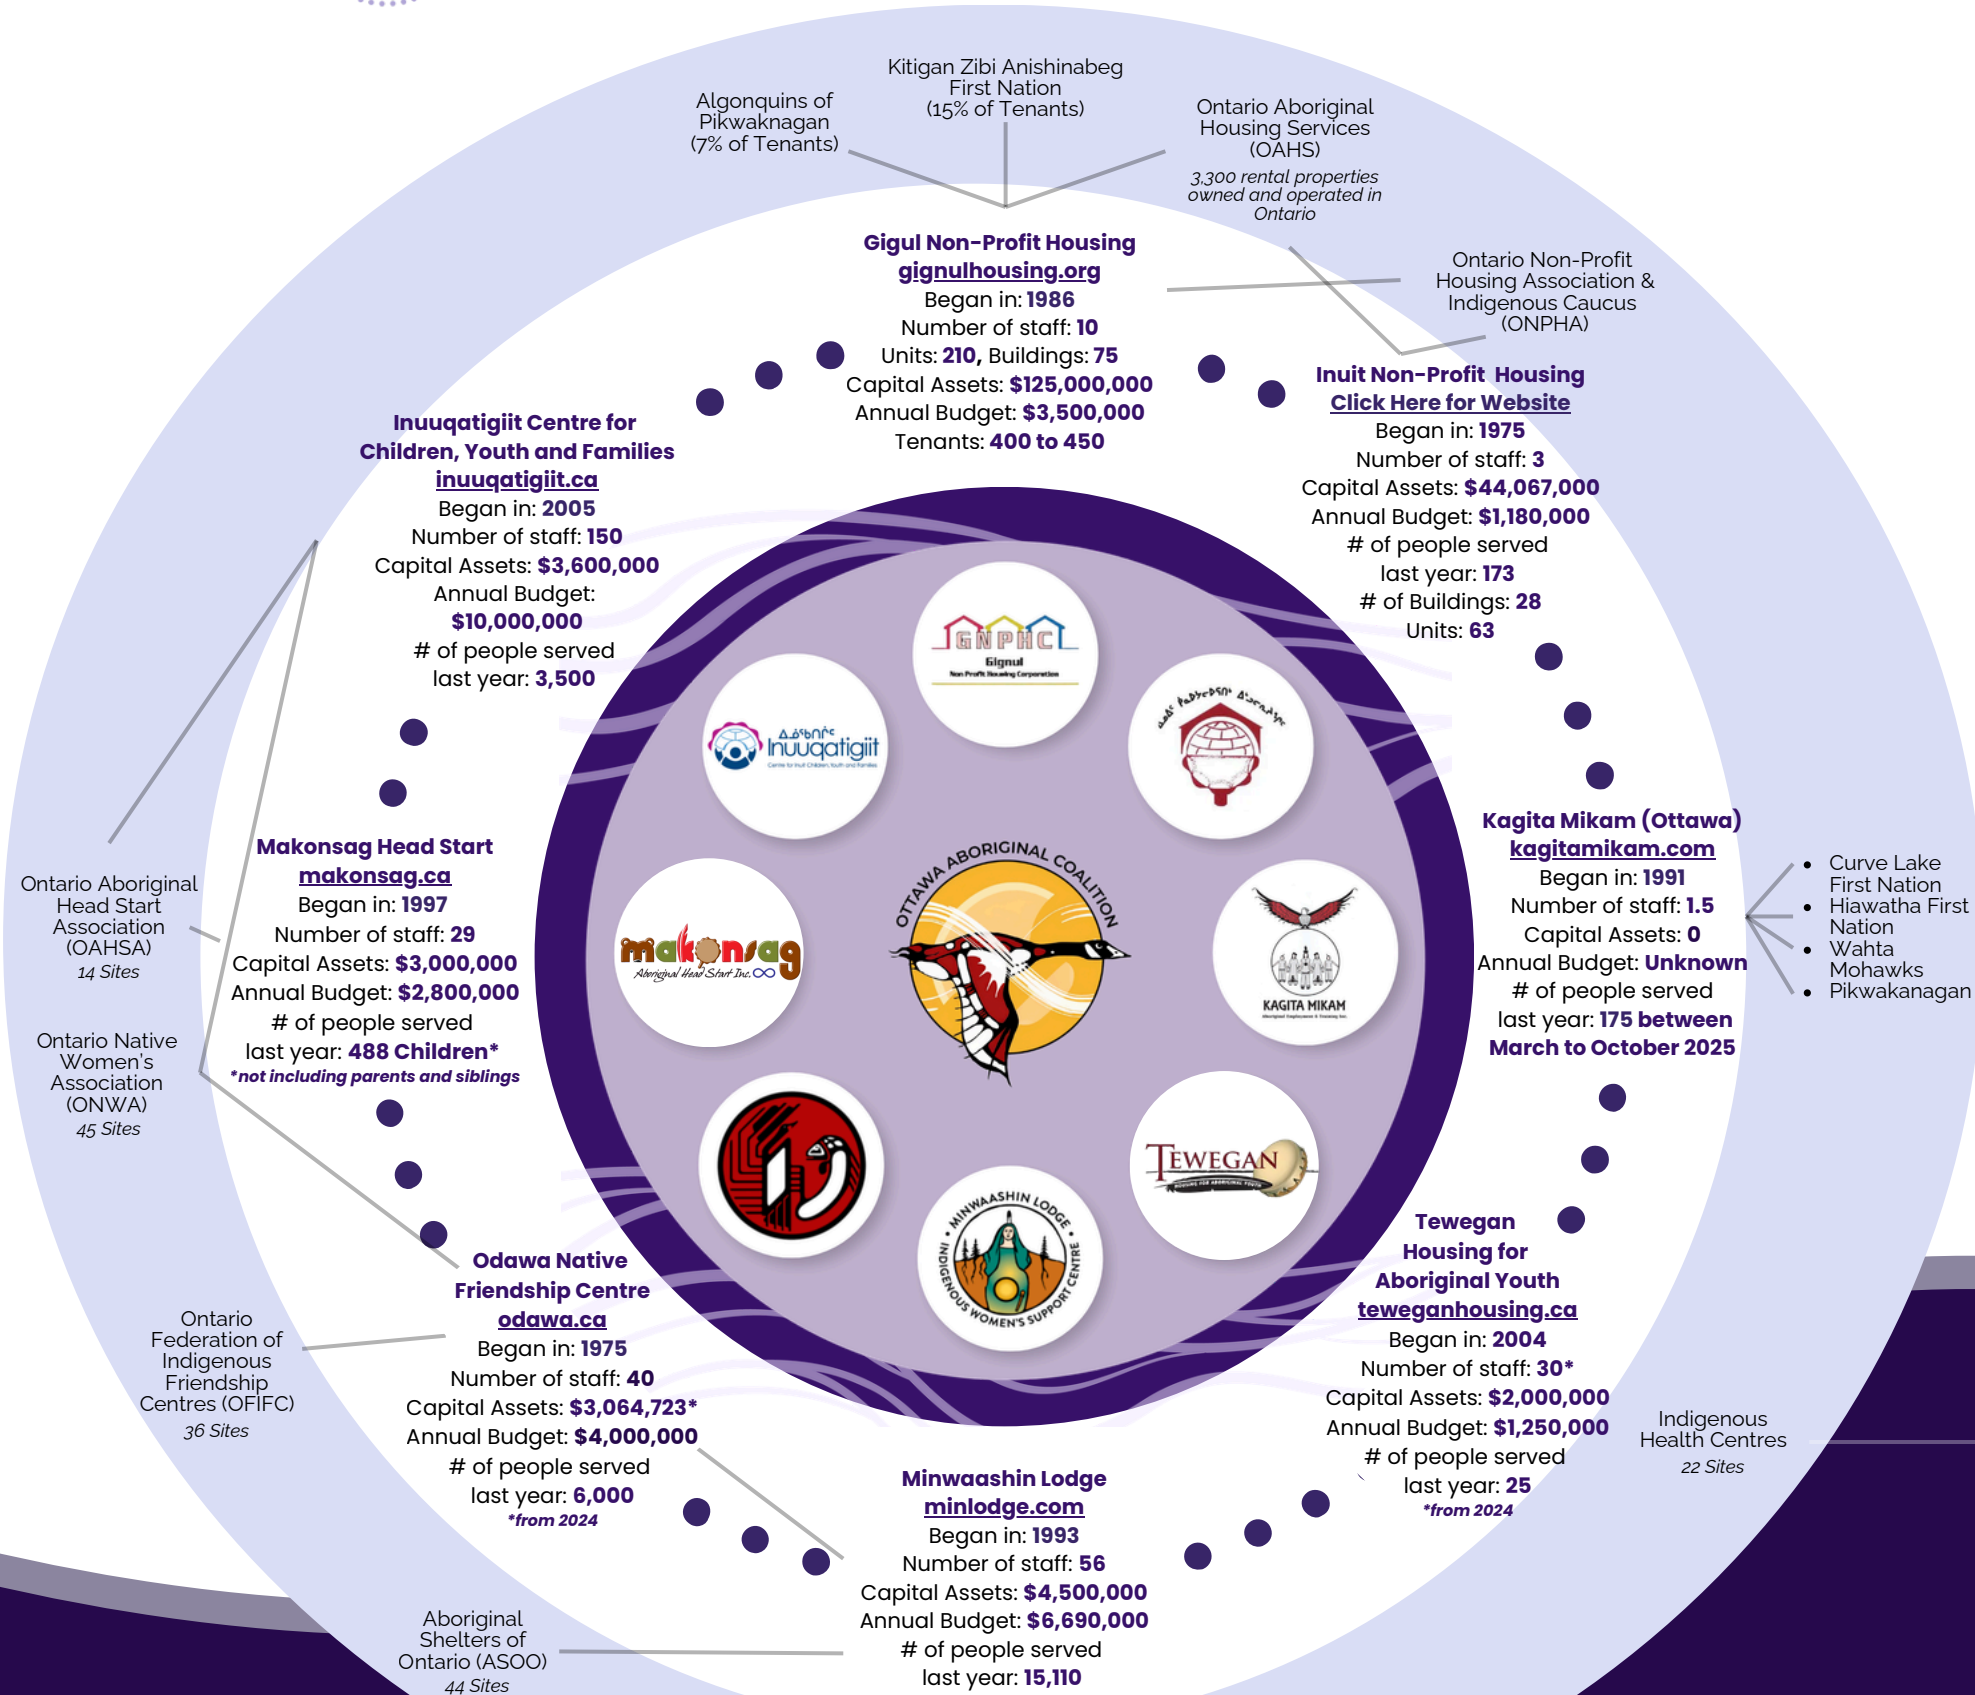 Kitigan Zibi Anishinabeg
First Nation
(15% of Tenants)
Algonquins of
Pikwaknagan
(7% of Tenants)
Ontario Aboriginal
Housing Services
(OAHS)
3,300 rental properties
owned and operated in
Ontario
Ontario Non-Profit
Housing Association &
Indigenous Caucus
(ONPHA)
Gigul Non-Profit Housing
gignulhousing.org
Began in: 1986
Number of staff: 10
Units: 210, Buildings: 75
Capital Assets: $125,000,000
Annual Budget: $3,500,000
Tenants: 400 to 450
Inuit Non-Profit Housing
Click Here for Website
Began in: 1975
Number of staff: 3
Capital Assets: $44,067,000
Annual Budget: $1,180,000
# of people served
last year: 173
# of Buildings: 28
Units: 63
Inuuqatigiit Centre for
Children, Youth and Families
inuuqatigiit.ca
Began in: 2005
Number of staff: 150
Capital Assets: $3,600,000
Annual Budget:
$10,000,000
# of people served
last year: 3,500
GNPHC
Gignul
Non Profit Housing Corporation
ᐃᓅᖃᑎᒌᑦ
Inuuqatigiit
Centre for Inuit Children, Youth and Families
Kagita Mikam (Ottawa)
kagitamikam.com
Began in: 1991
Number of staff: 1.5
Capital Assets: 0
Annual Budget: Unknown
# of people served
last year: 175 between
March to October 2025
• Curve Lake
First Nation
• Hiawatha First
Nation
• Wahta
Mohawks
• Pikwakanagan
Makonsag Head Start
makonsag.ca
Began in: 1997
Number of staff: 29
Capital Assets: $3,000,000
Annual Budget: $2,800,000
# of people served
last year: 488 Children*
*not including parents and siblings
Ontario Aboriginal
Head Start
Association
(OAHSA)
14 Sites
Ontario Native
Women's
Association
(ONWA)
45 Sites
OTTAWA ABORIGINAL COALITION
makonsag
Aboriginal Head Start Inc.
KAGITA MIKAM
Aboriginal Employment & Training Inc.
TEWEGAN
HOUSING FOR ABORIGINAL YOUTH
• MINWAASHIN LODGE •
INDIGENOUS WOMEN'S SUPPORT CENTRE
Tewegan
Housing for
Aboriginal Youth
teweganhousing.ca
Began in: 2004
Number of staff: 30*
Capital Assets: $2,000,000
Annual Budget: $1,250,000
# of people served
last year: 25
*from 2024
Indigenous
Health Centres
22 Sites
Odawa Native
Friendship Centre
odawa.ca
Began in: 1975
Number of staff: 40
Capital Assets: $3,064,723*
Annual Budget: $4,000,000
# of people served
last year: 6,000
*from 2024
Ontario
Federation of
Indigenous
Friendship
Centres (OFIFC)
36 Sites
Minwaashin Lodge
minlodge.com
Began in: 1993
Number of staff: 56
Capital Assets: $4,500,000
Annual Budget: $6,690,000
# of people served
last year: 15,110
Aboriginal
Shelters of
Ontario (ASOO)
44 Sites